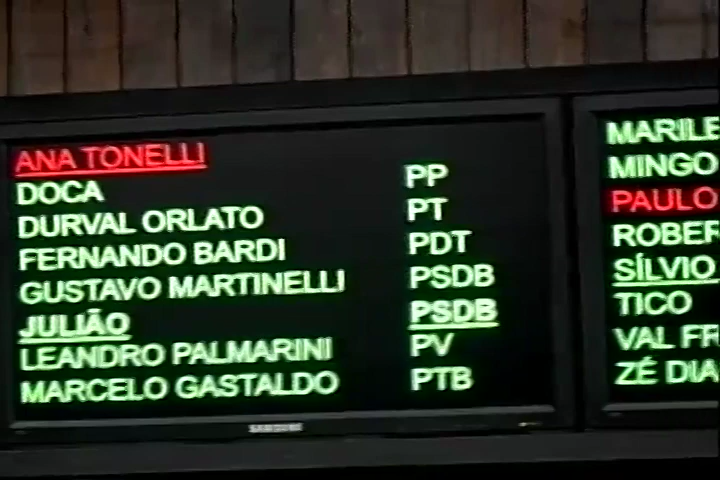 ANA TONELLI
DOCA PP
DURVAL ORLATO PT
FERNANDO BARDI PDT
GUSTAVO MARTINELLI PSDB
JULIÃO PSDB
LEANDRO PALMARINI PV
MARCELO GASTALDO PTB
SAMSUNG
MARILE
MINGO
PAULO
ROBER
SÍLVIO
TICO
VAL FR
ZÉ DIA